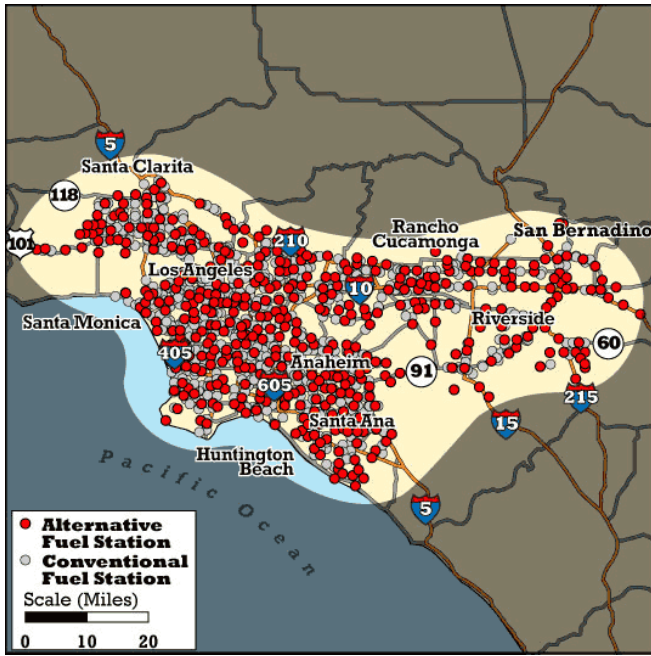 5
Santa Clarita
118
101
210
Rancho
Cucamonga
San Bernadino
Los Angeles
10
Santa Monica
Riverside
405
Anaheim
91
60
605
215
Santa Ana
15
Huntington
Beach
5
Pacific Ocean
Alternative
Fuel Station
Conventional
Fuel Station
Scale (Miles)
0 10 20